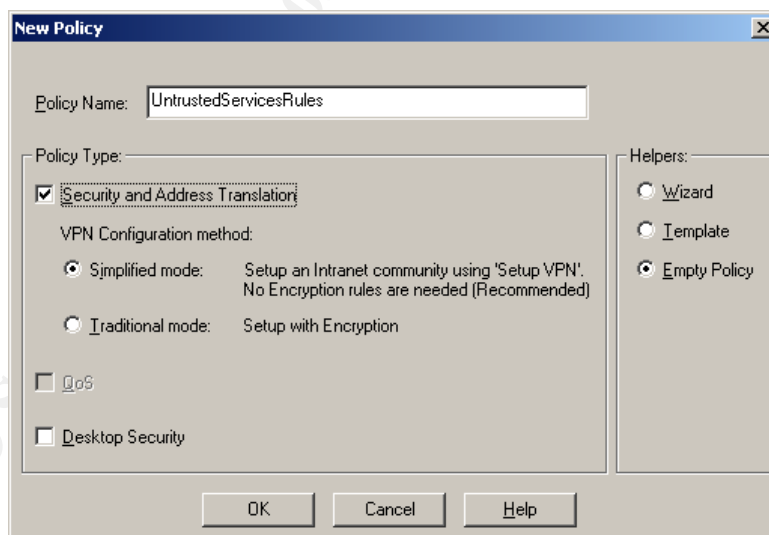 New Policy
Policy Name: UntrustedServicesRules
Policy Type:
Security and Address Translation
VPN Configuration method:
Simplified mode: Setup an Intranet community using 'Setup VPN'.
No Encryption rules are needed (Recommended)
Traditional mode: Setup with Encryption
QoS
Desktop Security
Helpers:
Wizard
Template
Empty Policy
OK Cancel Help